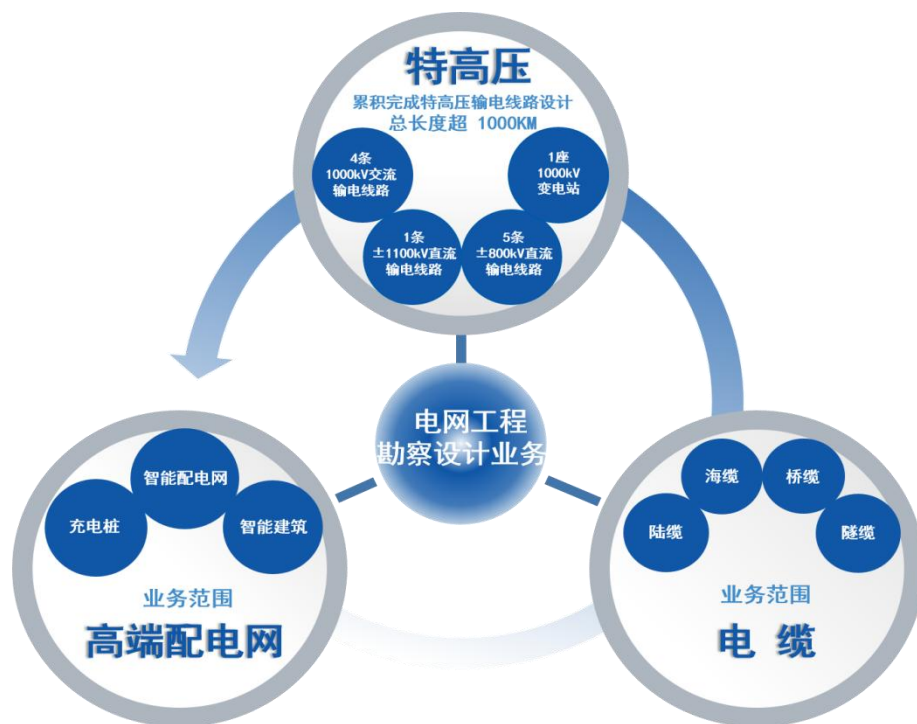 特高压
累积完成特高压输电线路设计
总长度超 1000KM
4条
1000kV交流
输电线路
1座
1000kV
变电站
1条
±1100kV直流
输电线路
5条
±800kV直流
输电线路
电网工程
勘察设计业务
智能配电网
充电桩
智能建筑
业务范围
高端配电网
海缆
桥缆
陆缆
隧缆
业务范围
电 缆